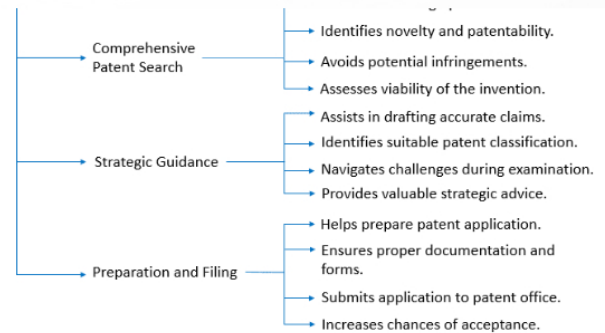 Identifies novelty and patentability.
Comprehensive
Patent Search
Avoids potential infringements.
Assesses viability of the invention.
Assists in drafting accurate claims.
Identifies suitable patent classification.
Strategic Guidance
Navigates challenges during examination.
Provides valuable strategic advice.
Helps prepare patent application.
Ensures proper documentation and
forms.
Preparation and Filing
Submits application to patent office.
Increases chances of acceptance.